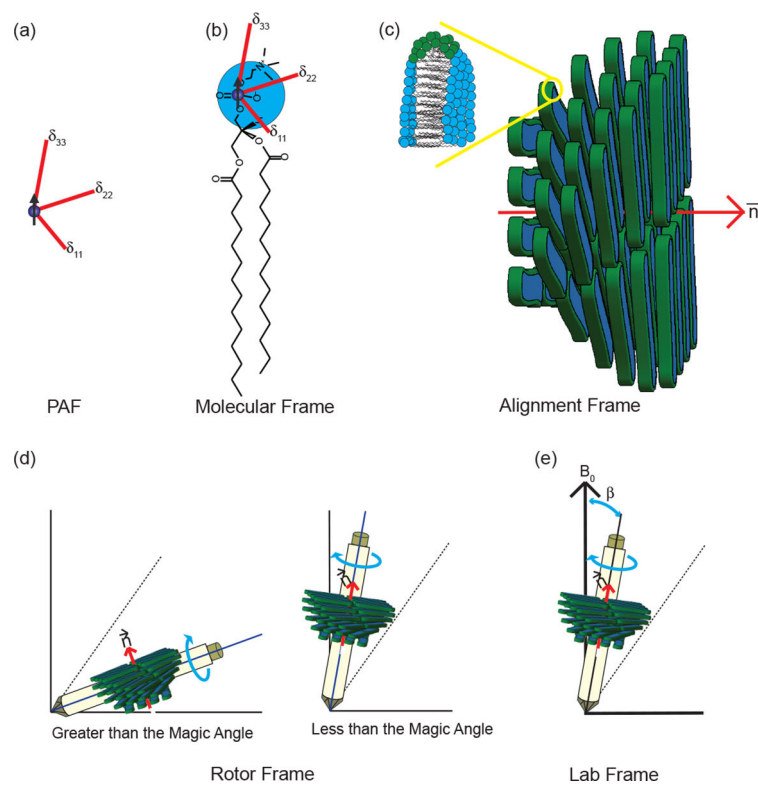 (a)
(b)
(c)
δ33
δ22
δ11
δ33
N
+
δ22
O
P
O
O
O
δ11
O
O
O
O
n̅
PAF
Molecular Frame
Alignment Frame
(d)
(e)
B0
β
n
n
n
Greater than the Magic Angle
Less than the Magic Angle
Rotor Frame
Lab Frame